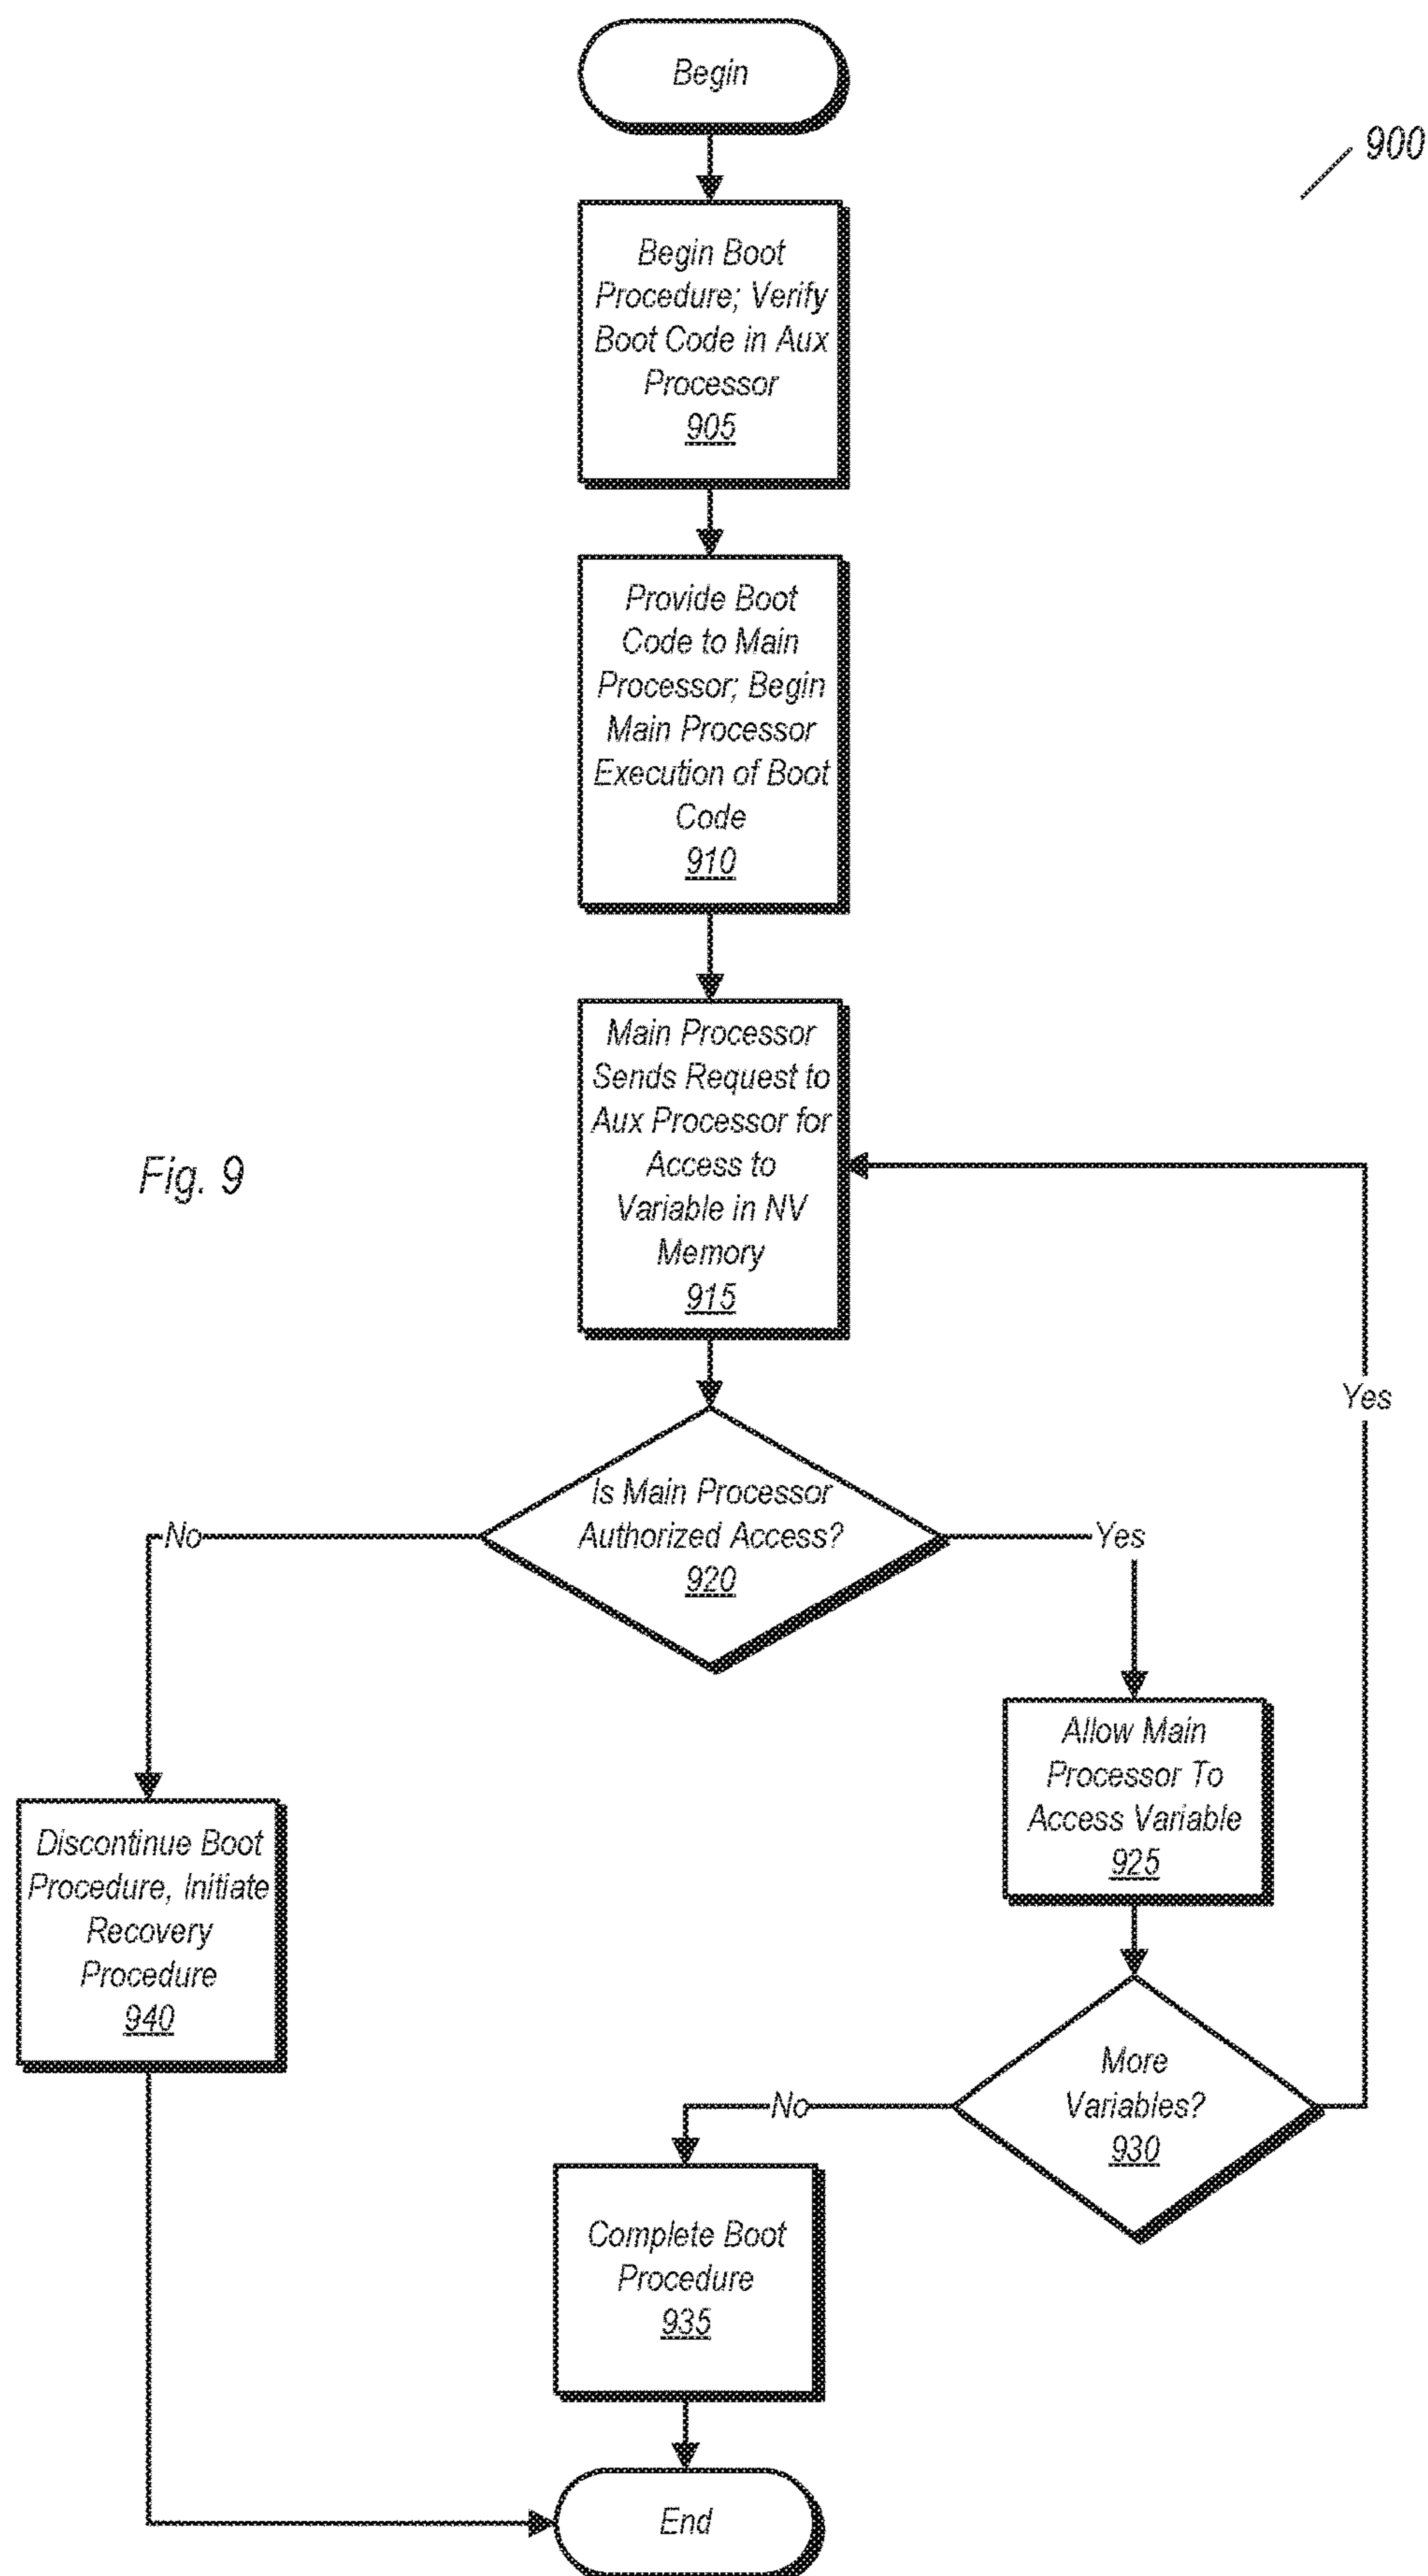 Begin
900
Begin Boot
Procedure; Verify
Boot Code in Aux
Processor
905
Provide Boot
Code to Main
Processor; Begin
Main Processor
Execution of Boot
Code
910
Main Processor
Sends Request to
Aux Processor for
Access to
Variable in NV
Memory
915
Fig. 9
Yes
Is Main Processor
Authorized Access?
920
No
Yes
Allow Main
Processor To
Access Variable
925
Discontinue Boot
Procedure, Initiate
Recovery
Procedure
940
More
Variables?
930
No
Complete Boot
Procedure
935
End